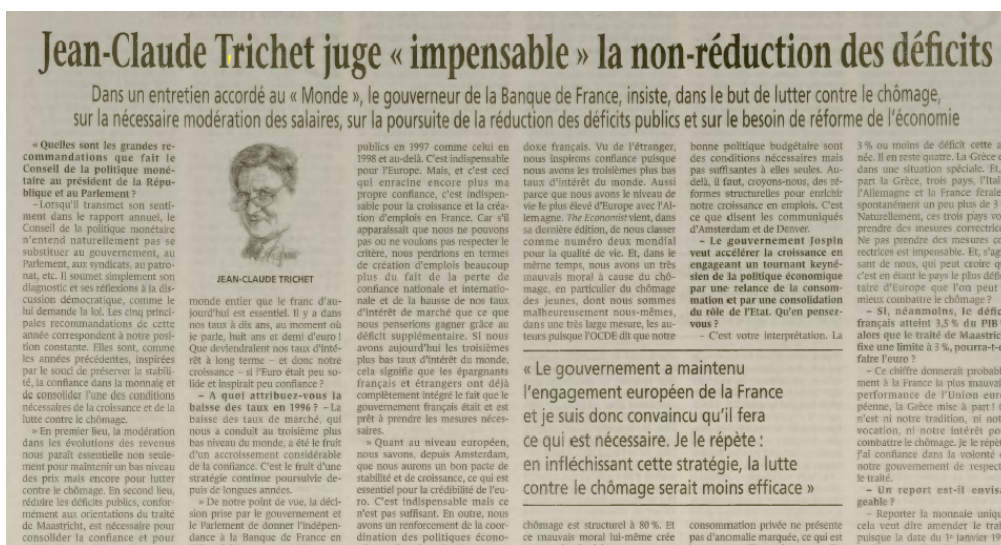 Jean-Claude Trichet juge « impensable » la non-réduction des déficits
Dans un entretien accordé au « Monde », le gouverneur de la Banque de France, insiste, dans le but de lutter contre le chômage,
sur la nécessaire modération des salaires, sur la poursuite de la réduction des déficits publics et sur le besoin de réforme de l'économie
« Quelles sont les grandes re-
commandations que fait le
Conseil de la politique moné-
taire au président de la Répu-
blique et au Parlement ?
– Lorsqu'il transmet son senti-
ment dans le rapport annuel, le
Conseil de la politique monétaire
n'entend naturellement pas se
substituer au gouvernement, au
Parlement, aux syndicats, au patro-
nat, etc. Il soumet simplement son
diagnostic et ses réflexions à la dis-
cussion démocratique, comme le
lui demande la loi. Les cinq princi-
pales recommandations de cette
année correspondent à notre posi-
tion constante. Elles sont, comme
les années précédentes, inspirées
par le souci de préserver la stabili-
té, la confiance dans la monnaie et
de consolider l'une des conditions
nécessaires de la croissance et de la
lutte contre le chômage.
» En premier lieu, la modération
dans les évolutions des revenus
nous paraît essentielle non seule-
ment pour maintenir un bas niveau
des prix mais encore pour lutter
contre le chômage. En second lieu,
réduire les déficits publics, confor-
mément aux orientations du traité
de Maastricht, est nécessaire pour
consolider la confiance et pour
JEAN-CLAUDE TRICHET
monde entier que le franc d'au-
jourd'hui est essentiel. Il y a dans
nos taux à dix ans, au moment où
je parle, huit ans et demi d'euro !
Que deviendraient nos taux d'inté-
rêt à long terme – et donc notre
croissance – si l'Euro était peu so-
lide et inspirait peu confiance ?
– A quoi attribuez-vous la
baisse des taux en 1996 ? – La
baisse des taux de marché, qui
nous a conduit au troisième plus
bas niveau du monde, a été le fruit
d'un accroissement considérable
de la confiance. C'est le fruit d'une
stratégie continue poursuivie de-
puis de longues années.
» De notre point de vue, la déci-
sion prise par le gouvernement et
le Parlement de donner l'indépen-
dance à la Banque de France en
publics en 1997 comme celui en
1998 et au-delà. C'est indispensable
pour l'Europe. Mais, et c'est ceci
qui enracine encore plus ma
propre confiance, c'est indispen-
sable pour la croissance et la créa-
tion d'emplois en France. Car s'il
apparaissait que nous ne pouvons
pas ou ne voulons pas respecter le
critère, nous perdrions en termes
de création d'emplois beaucoup
plus du fait de la perte de
confiance nationale et internatio-
nale et de la hausse de nos taux
d'intérêt de marché que ce que
nous penserions gagner grâce au
déficit supplémentaire. Si nous
avons aujourd'hui les troisièmes
plus bas taux d'intérêt du monde,
cela signifie que les épargnants
français et étrangers ont déjà
complètement intégré le fait que le
gouvernement français était et est
prêt à prendre les mesures néces-
saires.
» Quant au niveau européen,
nous savons, depuis Amsterdam,
que nous aurons un bon pacte de
stabilité et de croissance, ce qui est
essentiel pour la crédibilité de l'eu-
ro. C'est indispensable mais ce
n'est pas suffisant. En outre, nous
avons un renforcement de la coor-
dination des politiques écono-
doxe français. Vu de l'étranger,
nous inspirons confiance puisque
nous avons les troisièmes plus bas
taux d'intérêt du monde. Aussi
parce que nous avons le niveau de
vie le plus élevé d'Europe avec l'Al-
lemagne. The Economist vient, dans
sa dernière édition, de nous classer
comme numéro deux mondial
pour la qualité de vie. Et, dans le
même temps, nous avons un très
mauvais moral à cause du chô-
mage, en particulier du chômage
des jeunes, dont nous sommes
malheureusement nous-mêmes,
dans une très large mesure, les au-
teurs puisque l'OCDE dit que notre
bonne politique budgétaire sont
des conditions nécessaires mais
pas suffisantes à elles seules. Au-
delà, il faut, croyons-nous, des ré-
formes structurelles pour enrichir
notre croissance en emplois. C'est
ce que disent les communiqués
d'Amsterdam et de Denver.
– Le gouvernement Jospin
veut accélérer la croissance en
engageant un tournant keyné-
sien de la politique économique
par une relance de la consom-
mation et par une consolidation
du rôle de l'Etat. Qu'en pensez-
vous ?
– C'est votre interprétation. La
« Le gouvernement a maintenu
l'engagement européen de la France
et je suis donc convaincu qu'il fera
ce qui est nécessaire. Je le répète :
en infléchissant cette stratégie, la lutte
contre le chômage serait moins efficace »
chômage est structurel à 80 %. Et
ce mauvais moral lui-même crée
consommation privée ne présente
pas d'anomalie marquée, ce qui est
3 % ou moins de déficit cette a
née. Il en reste quatre. La Grèce e
dans une situation spéciale. Et,
part la Grèce, trois pays, l'Ital
l'Allemagne et la France feraie
spontanément un peu plus de 3
Naturellement, ces trois pays vo
prendre des mesures correctric
Ne pas prendre des mesures c
rectrices est impensable. Et, s'ag
sant de nous, qui peut croire q
c'est en étant le pays le plus défi
taire d'Europe que l'on peut
mieux combattre le chômage ?
– Si, néanmoins, le défic
français atteint 3,5 % du PIB
alors que le traité de Maastric
fixe une limite à 3 %, pourra-t-o
faire l'euro ?
– Ce chiffre donnerait probabl
ment à la France la plus mauvai
performance de l'Union euro
péenne, la Grèce mise à part !
n'est ni notre tradition, ni not
vocation, ni notre intérêt po
combattre le chômage. Je le répè
j'ai confiance dans la volonté
notre gouvernement de respect
le traité.
– Un report est-il envisa
geable ?
– Reporter la monnaie uniqu
cela veut dire amender le trai
puisque la date du 1er janvier 19